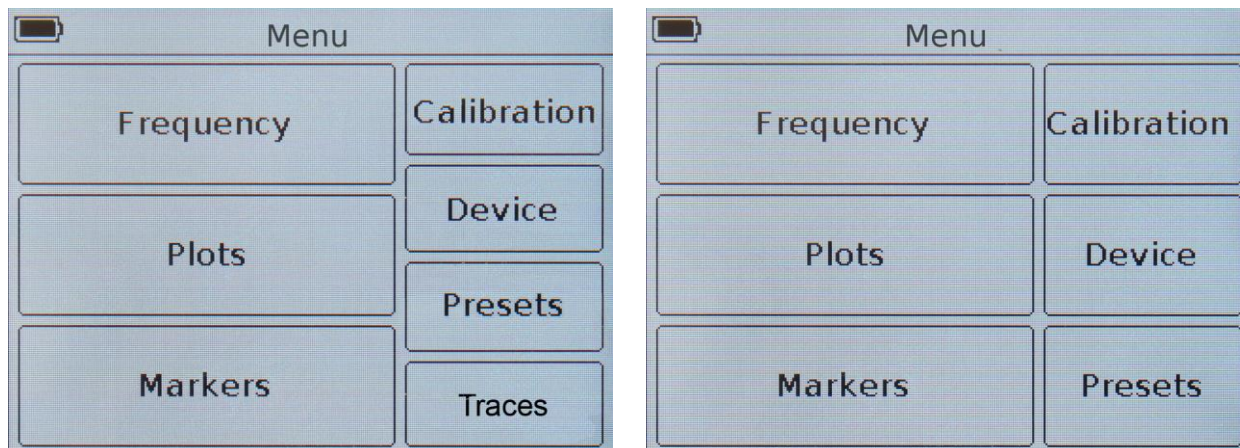 Menu
Frequency
Plots
Markers
Calibration
Device
Presets
Traces
Menu
Frequency
Plots
Markers
Calibration
Device
Presets